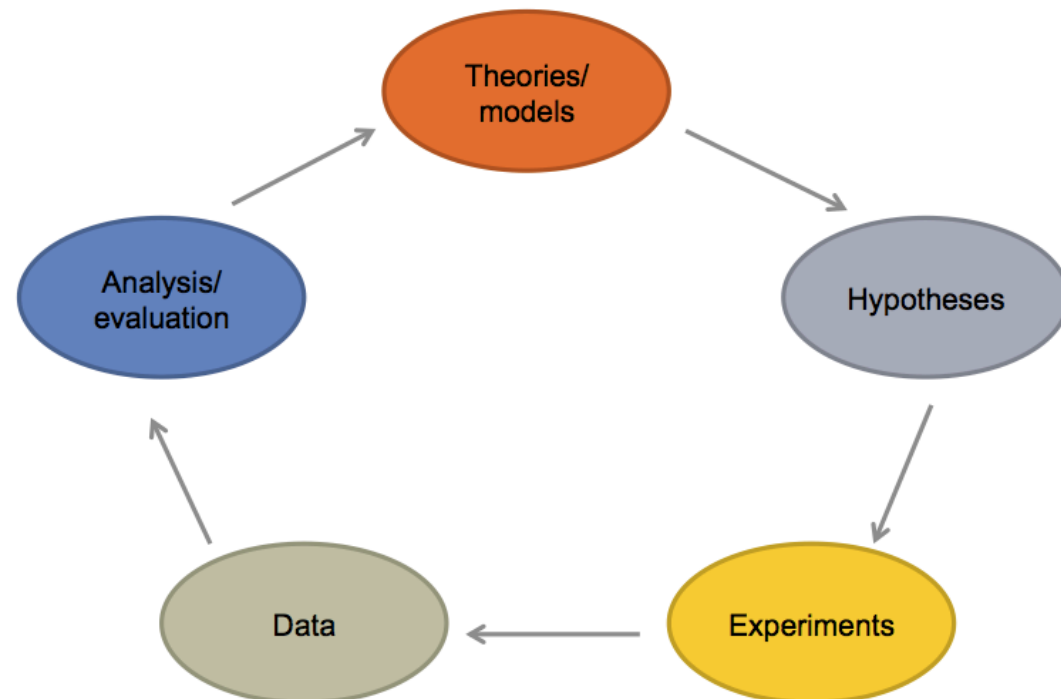 Theories/
models
Hypotheses
Experiments
Data
Analysis/
evaluation